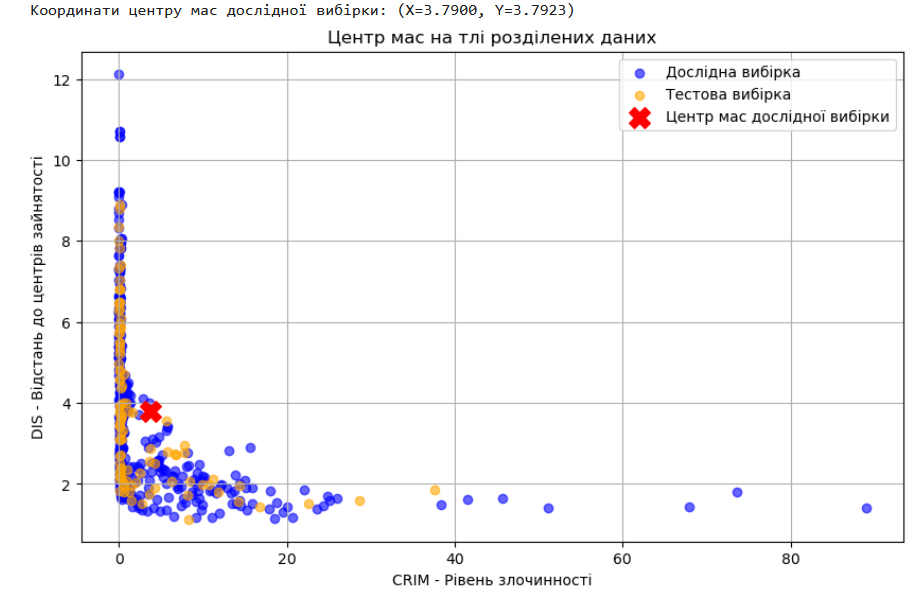 Координати центру мас дослідної вибірки: (X=3.7900, Y=3.7923)
Центр мас на тлі розділених даних
Дослідна вибірка
Тестова вибірка
Центр мас дослідної вибірки
DIS - Відстань до центрів зайнятості
12
10
8
6
4
2
0
20
40
60
80
CRIM - Рівень злочинності